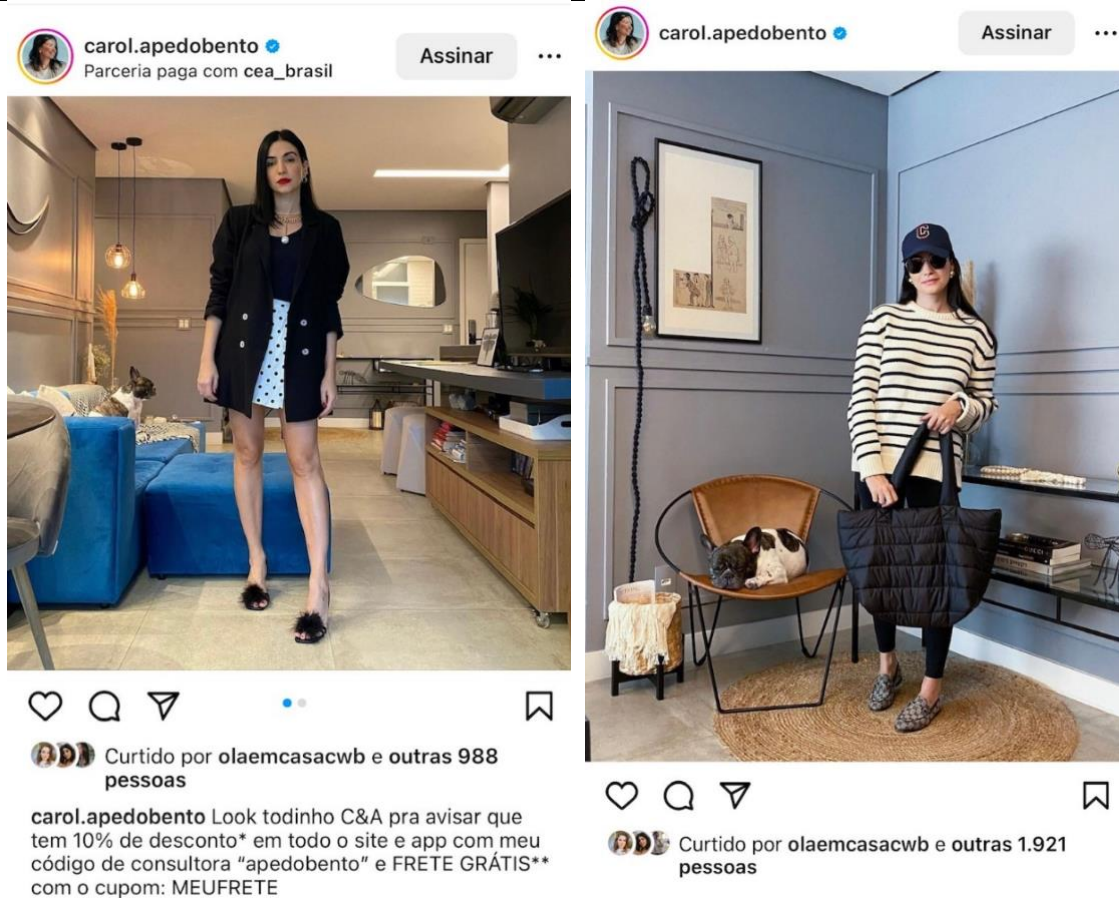 carol.apedobento
Parceria paga com cea_brasil
Assinar
Curtido por olaemcasacwb e outras 988
pessoas
carol.apedobento Look todinho C&A pra avisar que
tem 10% de desconto* em todo o site e app com meu
código de consultora “apedobento” e FRETE GRÁTIS**
com o cupom: MEUFRETE
carol.apedobento
Assinar
C
GUCCI
Curtido por olaemcasacwb e outras 1.921
pessoas